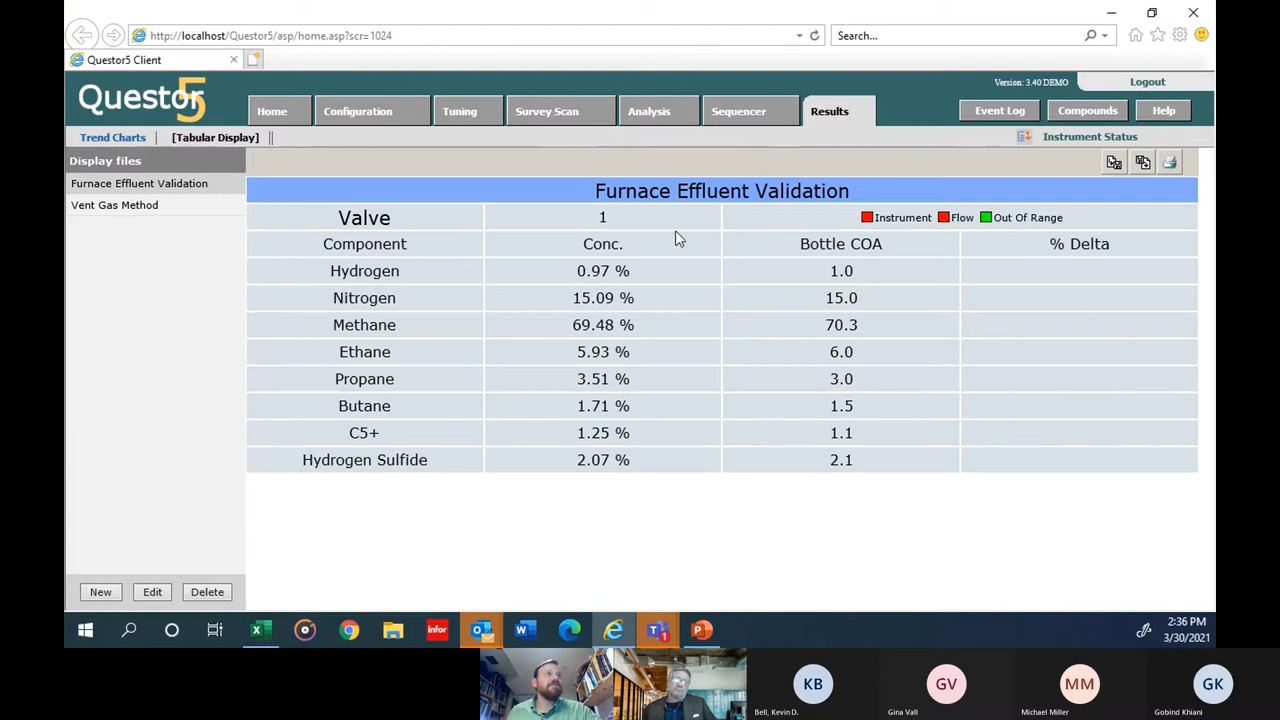 http://localhost/Questor5/asp/home.asp?scr=1024
Search...
Questor5 Client
Questor5
Version: 3.40 DEMO
Logout
Home
Configuration
Tuning
Survey Scan
Analysis
Sequencer
Results
Event Log
Compounds
Help
Trend Charts
[Tabular Display]
Instrument Status
Display files
Furnace Effluent Validation
Vent Gas Method
Furnace Effluent Validation
Valve 1 Instrument Flow Out Of Range
Component Conc. Bottle COA % Delta
Hydrogen 0.97 % 1.0
Nitrogen 15.09 % 15.0
Methane 69.48 % 70.3
Ethane 5.93 % 6.0
Propane 3.51 % 3.0
Butane 1.71 % 1.5
C5+ 1.25 % 1.1
Hydrogen Sulfide 2.07 % 2.1
New
Edit
Delete
infor
2:36 PM
3/30/2021
KB
GV
MM
GK
Bell, Kevin D.
Gina Vall
Michael Miller
Gobind Khiani